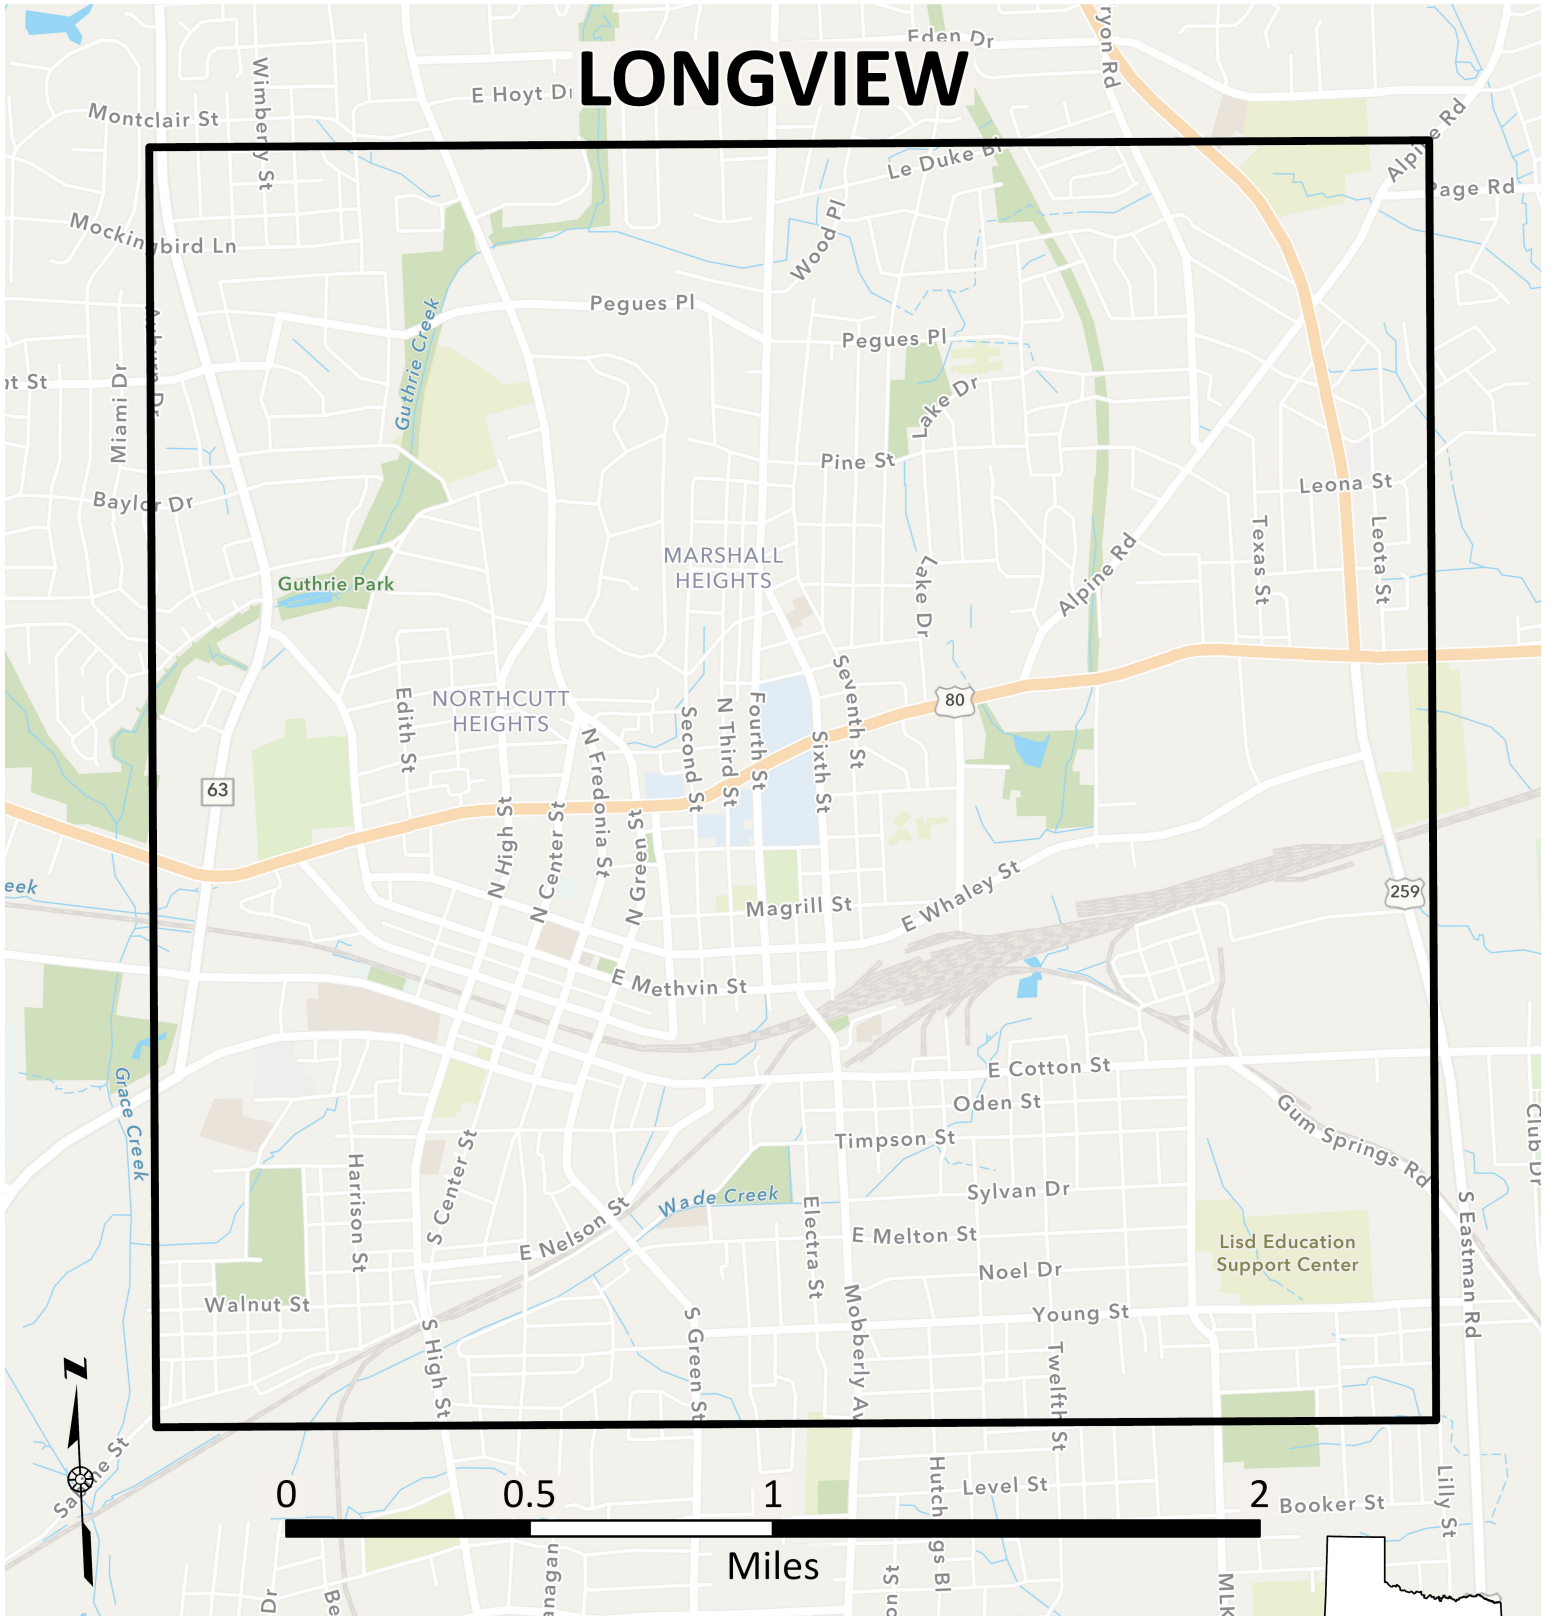 Eden Dr
LONGVIEW
E Hoyt
Montclair St
Wimberly St
Alpine Rd
Le Duke Bl
Page Rd
Mockingbird Ln
Wood Pl
Pegues Pl
Auburn Dr
Guthrie Creek
Pegues Pl
Miami Dr
St
Lake Dr
Pine St
Leona St
Baylor Dr
Texas St
Leota St
MARSHALL
HEIGHTS
Alpine Rd
Guthrie Park
Lake Dr
Edith St
NORTHCUTT
HEIGHTS
Seventh St
Second St
N Third St
Fourth St
80
N Fredonia St
Sixth St
63
N High St
N Center St
N Green St
E Whaley St
259
Magrill St
E Methvin St
E Cotton St
Grace Creek
Oden St
Gum Springs Rd
Club Dr
Timpson St
Harrison St
S Center St
Wade Creek
Sylvan Dr
S Eastman Rd
E Nelson St
Electra St
E Melton St
Lisd Education
Support Center
Noel Dr
Walnut St
Mobberly Av
Young St
S High St
S Green St
Twelfth St
N
St
Level St
Lilly St
Booker St
0 0.5 1 2
Miles
Dr
MLK